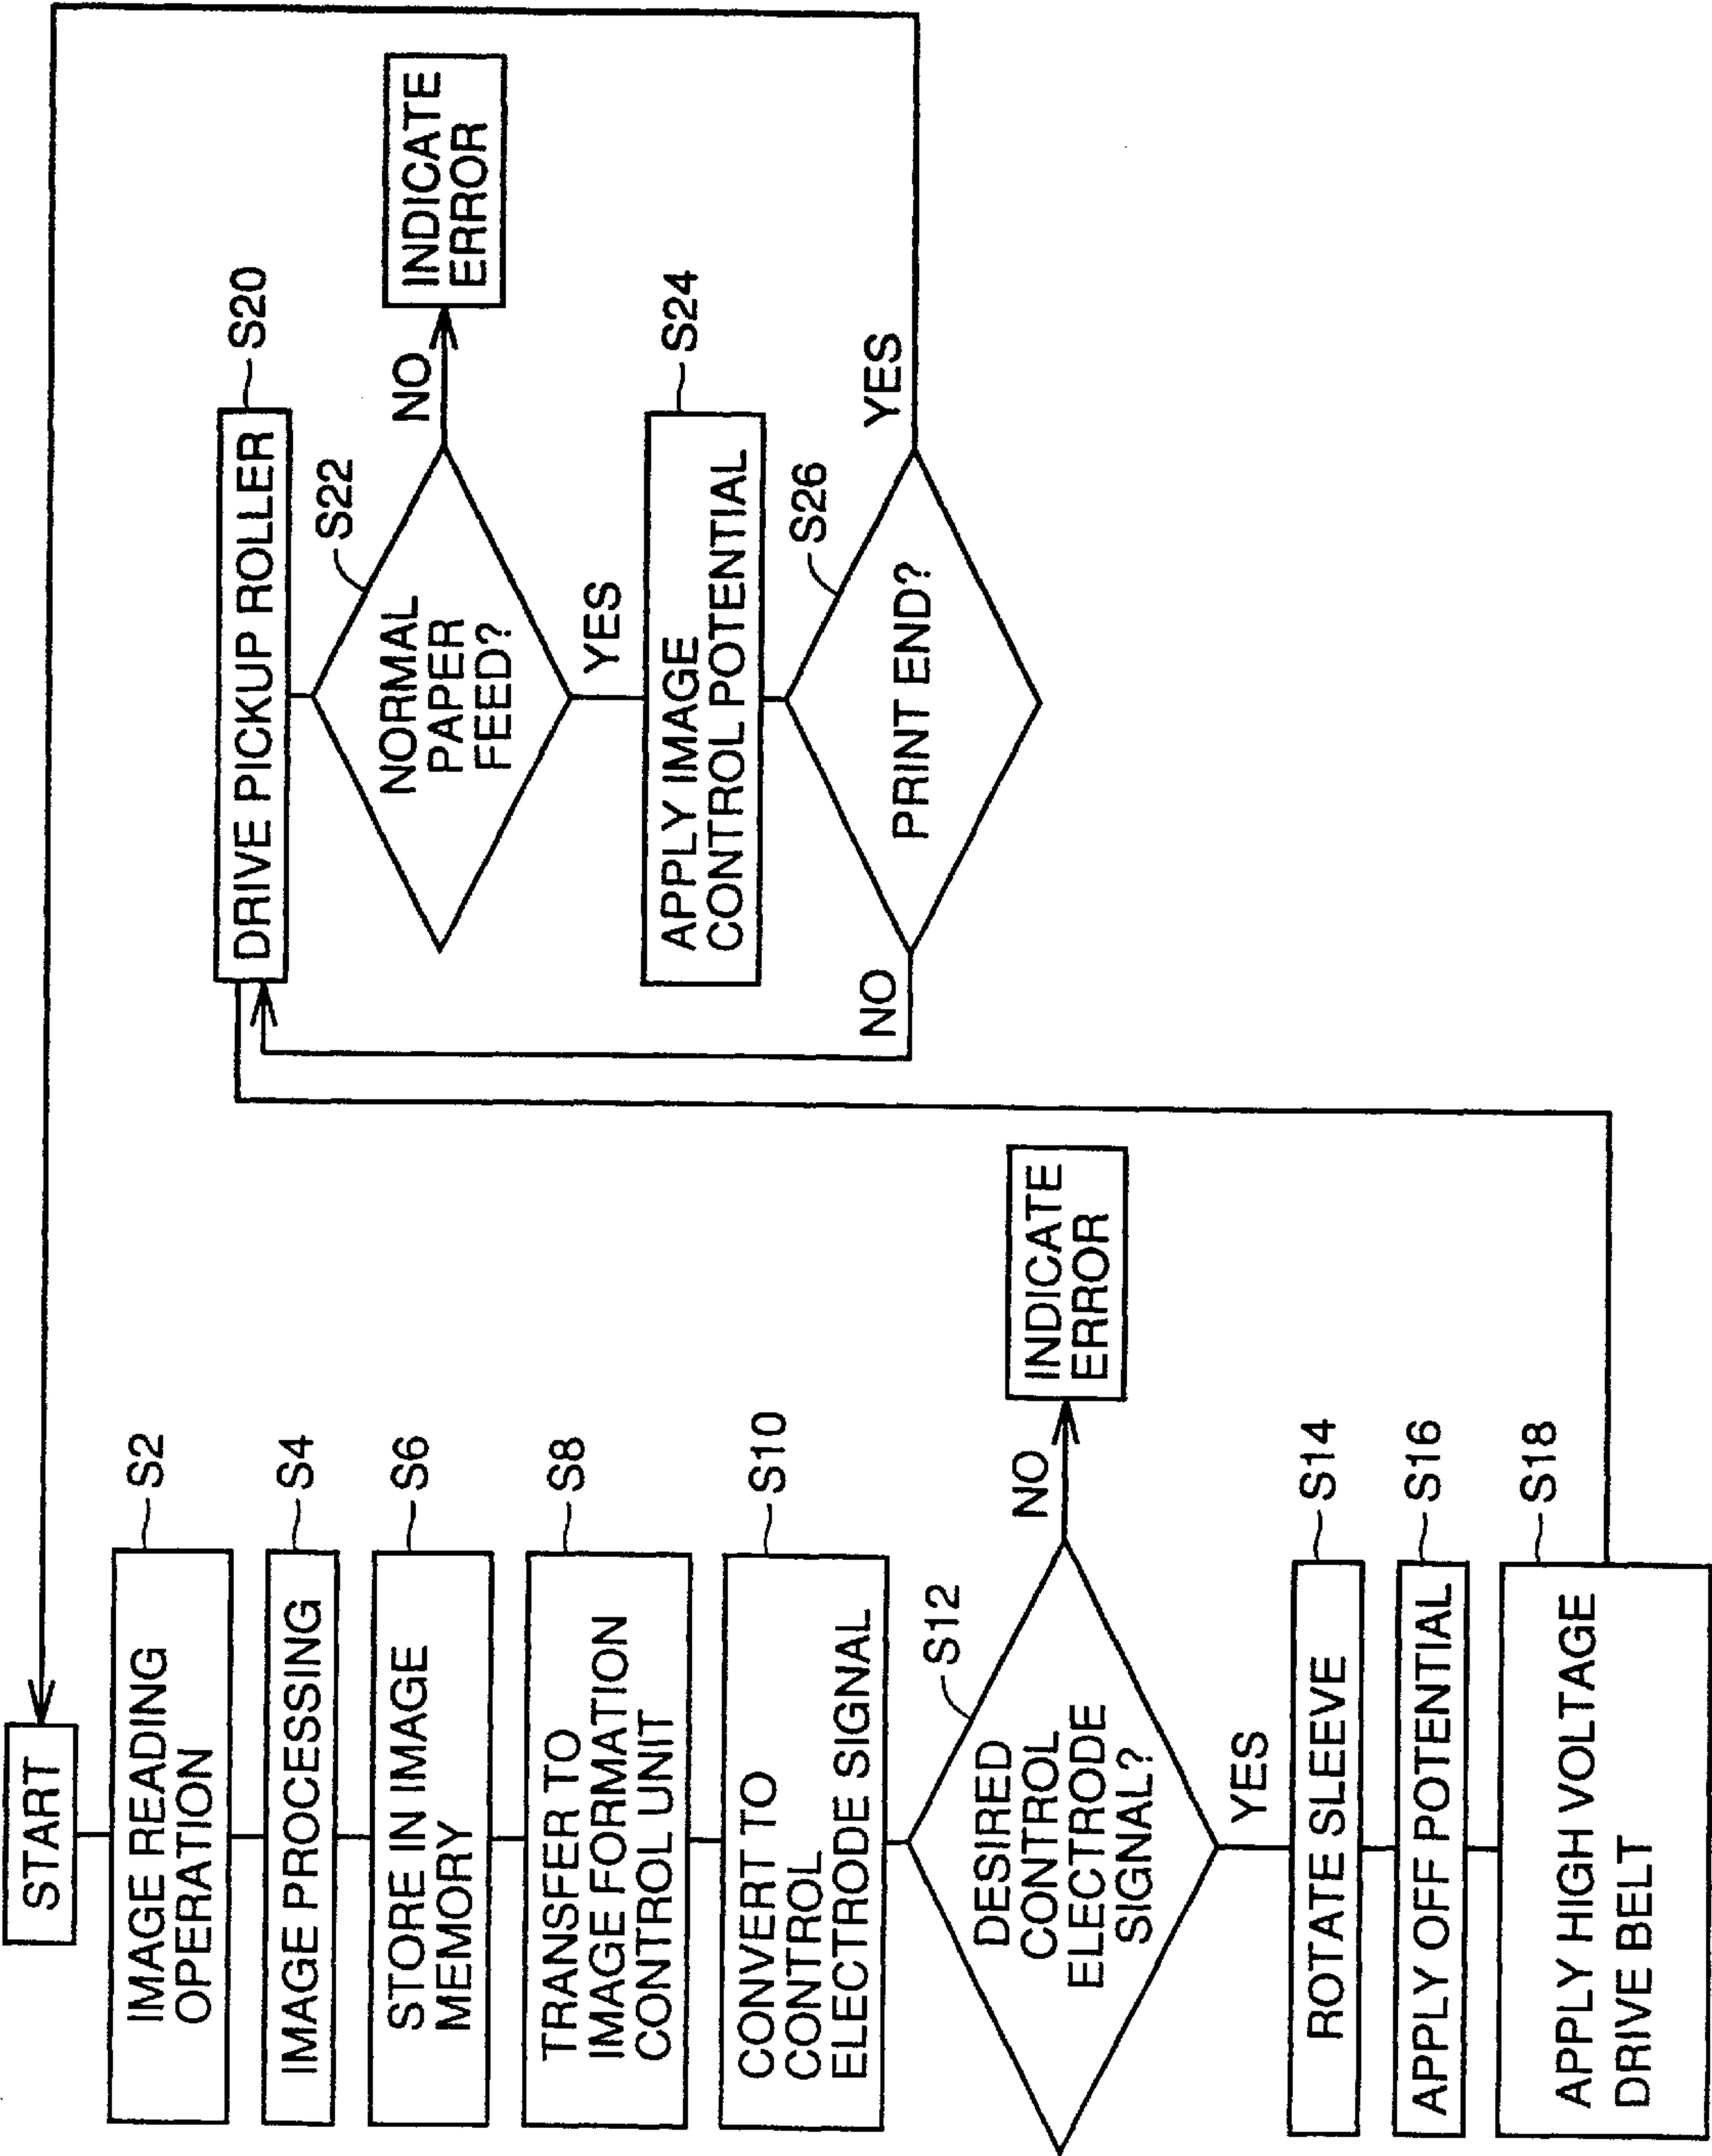 START
IMAGE READING
OPERATION
S2
IMAGE PROCESSING
S4
STORE IN IMAGE
MEMORY
S6
TRANSFER TO
IMAGE FORMATION
CONTROL UNIT
S8
CONVERT TO
CONTROL
ELECTRODE SIGNAL
S10
DESIRED
CONTROL
ELECTRODE
SIGNAL?
S12
NO
INDICATE
ERROR
YES
ROTATE SLEEVE
S14
APPLY OFF POTENTIAL
S16
APPLY HIGH VOLTAGE
DRIVE BELT
S18
DRIVE PICKUP ROLLER
S20
NORMAL
PAPER
FEED?
S22
NO
INDICATE
ERROR
YES
APPLY IMAGE
CONTROL POTENTIAL
S24
PRINT END?
S26
NO
YES